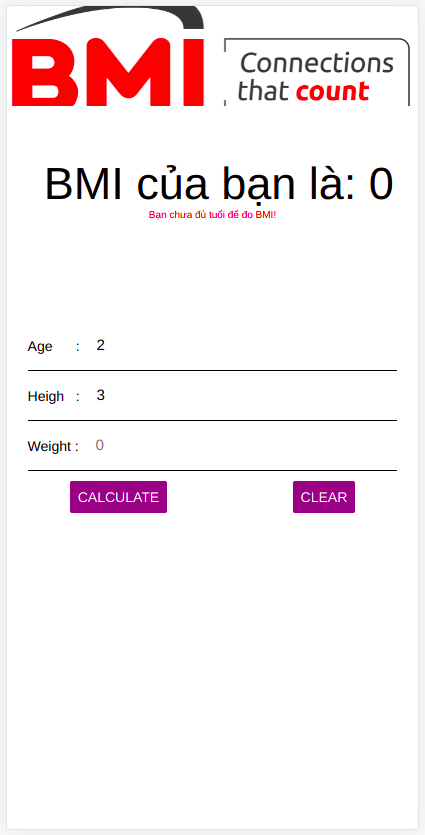 BMI
Connections
that count
BMI của bạn là: 0
Bạn chưa đủ tuổi để đo BMI!
Age : 2
Heigh : 3
Weight : 0
CALCULATE CLEAR